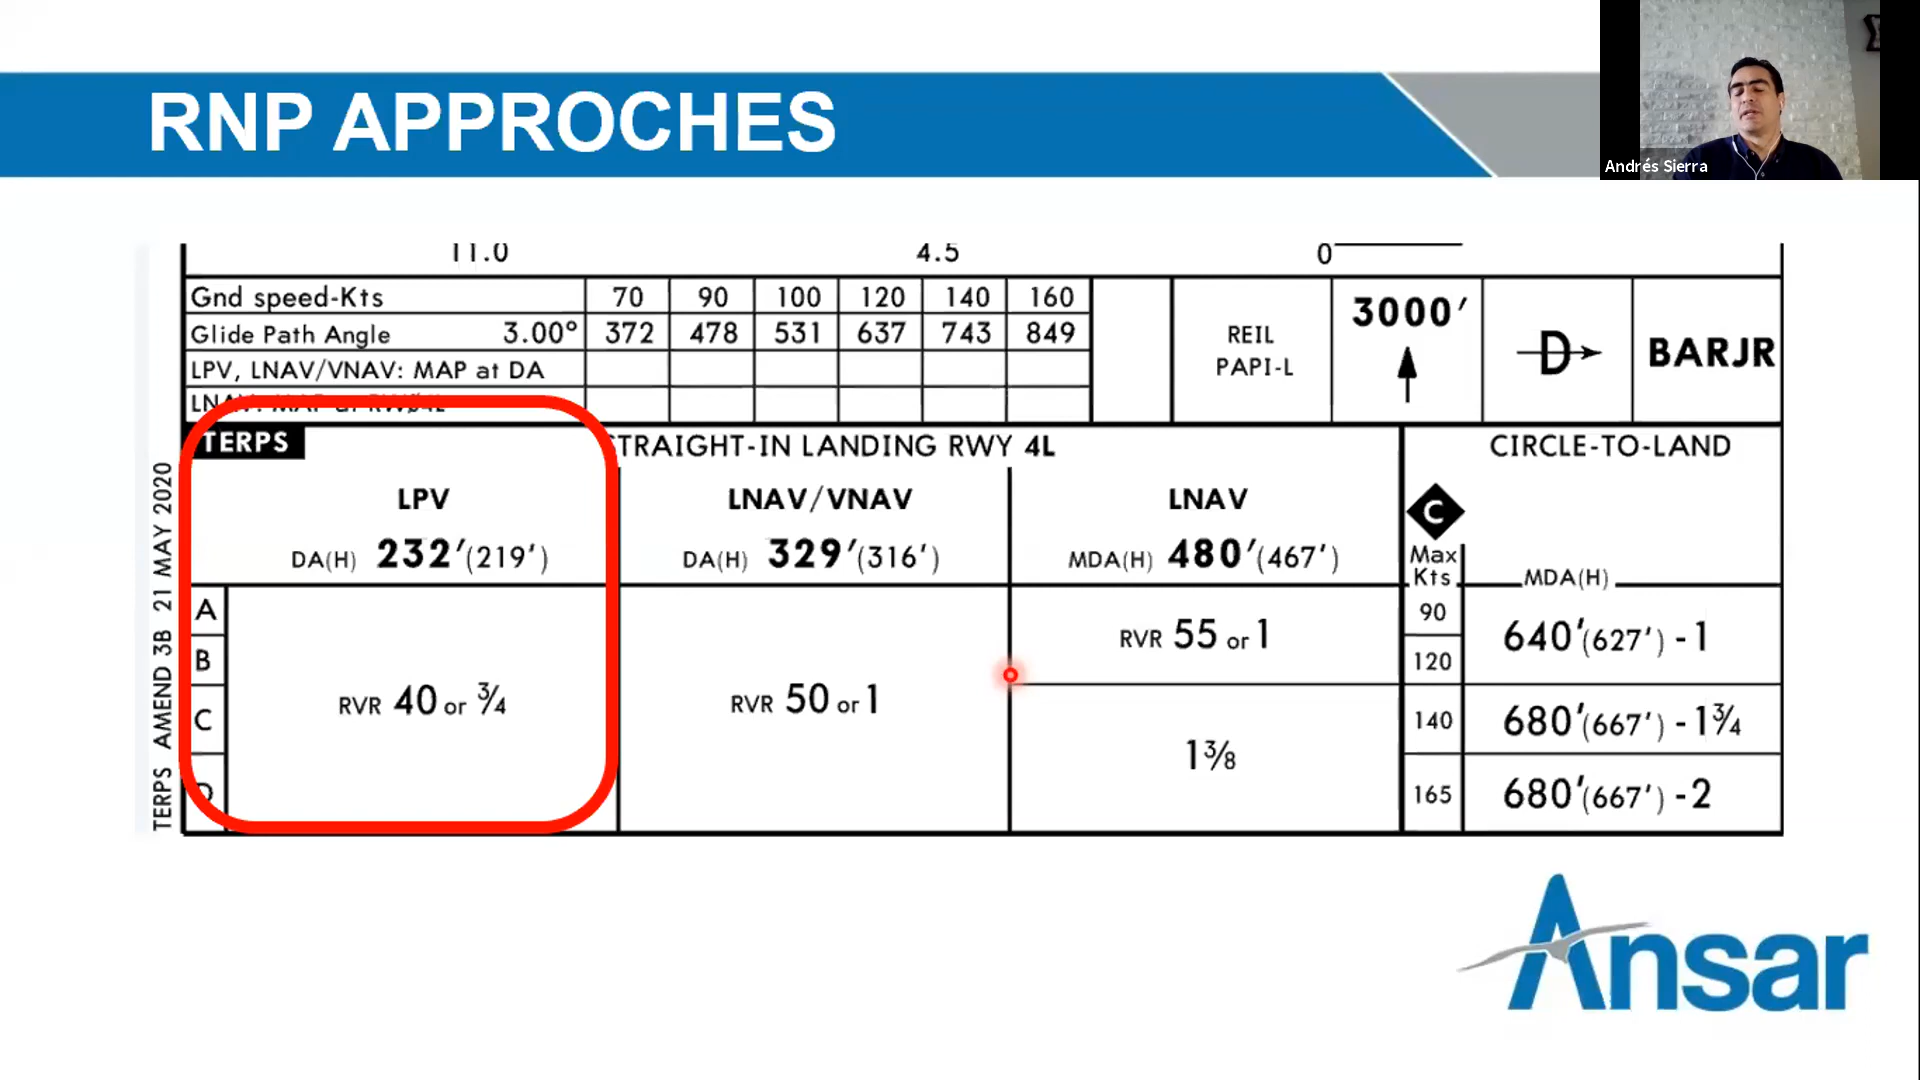 RNP APPROCHES
Andrés Sierra
11.0 4.5 0
Gnd speed-Kts 70 90 100 120 140 160
Glide Path Angle 3.00° 372 478 531 637 743 849
LPV, LNAV/VNAV: MAP at DA
LNAV: MAP at RWØ4L
REIL
PAPI-L
3000'
D
BARJR
TERPS STRAIGHT-IN LANDING RWY 4L CIRCLE-TO-LAND
LPV LNAV/VNAV LNAV
C
DA(H) 232'(219') DA(H) 329'(316') MDA(H) 480'(467')
Max
Kts MDA(H)
A
B
C
D
RVR 40 or ¾
RVR 50 or 1
RVR 55 or 1
1⅜
90
120
140
165
640'(627') - 1
680'(667') - 1¾
680'(667') - 2
TERPS AMEND 3B 21 MAY 2020
Ansar